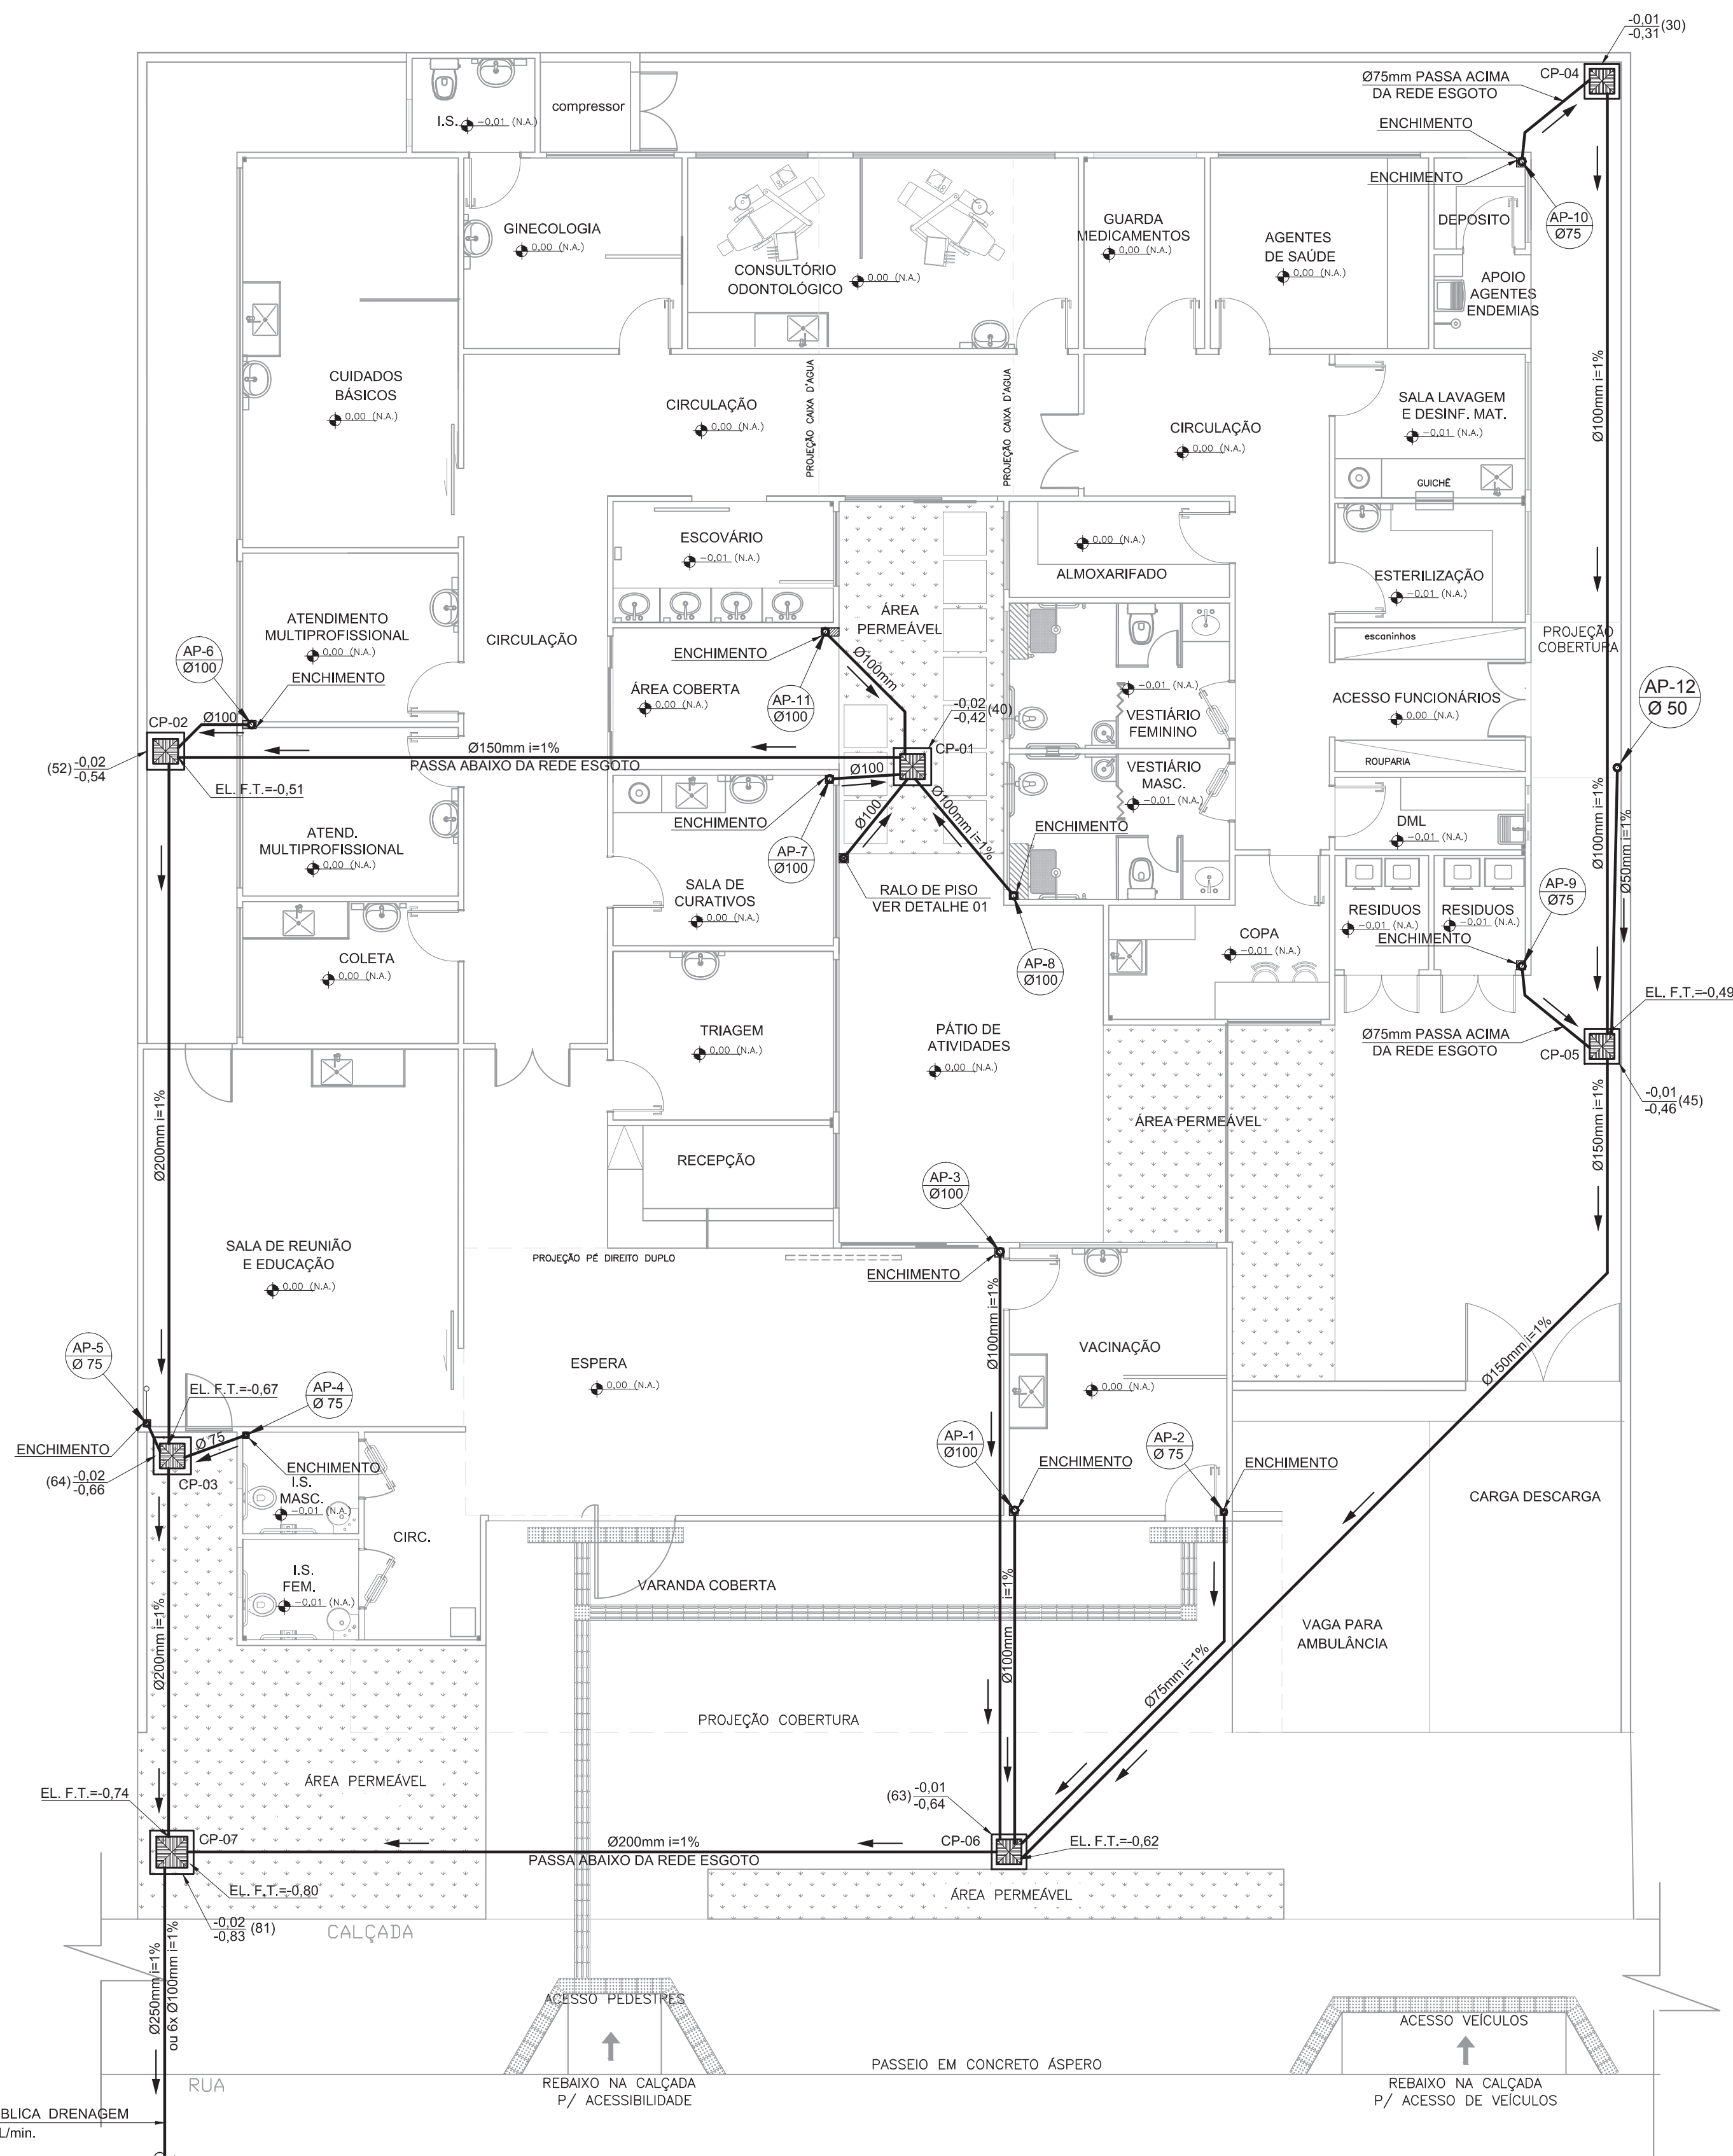 -0,01
-0,31 (30)
CP-04
Ø75mm PASSA ACIMA
DA REDE ESGOTO
ENCHIMENTO
ENCHIMENTO
AP-10
Ø75
I.S.
-0.01 (N.A.)
compressor
GINECOLOGIA
0.00 (N.A.)
CONSULTÓRIO
ODONTOLÓGICO
0.00 (N.A.)
GUARDA
MEDICAMENTOS
0.00 (N.A.)
AGENTES
DE SAÚDE
0.00 (N.A.)
DEPOSITO
APOIO
AGENTES
ENDEMIAS
CUIDADOS
BÁSICOS
0.00 (N.A.)
CIRCULAÇÃO
0.00 (N.A.)
PROJEÇÃO CAIXA D'AGUA
PROJEÇÃO CAIXA D'AGUA
CIRCULAÇÃO
0.00 (N.A.)
SALA LAVAGEM
E DESINF. MAT.
-0.01 (N.A.)
GUICHÊ
Ø100mm i=1%
ESCOVÁRIO
-0.01 (N.A.)
0.00 (N.A.)
ALMOXARIFADO
ESTERILIZAÇÃO
-0.01 (N.A.)
ÁREA
PERMEÁVEL
ATENDIMENTO
MULTIPROFISSIONAL
0.00 (N.A.)
CIRCULAÇÃO
ENCHIMENTO
Ø100mm
escaninhos
PROJEÇÃO
COBERTURA
AP-6
Ø100
ENCHIMENTO
ÁREA COBERTA
0.00 (N.A.)
AP-11
Ø100
-0,02
-0,42 (40)
-0.01 (N.A.)
VESTIÁRIO
FEMININO
ACESSO FUNCIONÁRIOS
0.00 (N.A.)
AP-12
Ø 50
CP-02
Ø100
(52) -0,02
-0,54
Ø150mm i=1%
PASSA ABAIXO DA REDE ESGOTO
CP-01
EL. F.T.=-0,51
Ø100
ENCHIMENTO
VESTIÁRIO
MASC.
-0.01 (N.A.)
ROUPARIA
ATEND.
MULTIPROFISSIONAL
0.00 (N.A.)
AP-7
Ø100
Ø100
Ø100mm i=1%
ENCHIMENTO
DML
-0.01 (N.A.)
Ø100mm i=1%
Ø50mm i=1%
SALA DE
CURATIVOS
0.00 (N.A.)
RALO DE PISO
VER DETALHE 01
AP-9
Ø75
RESIDUOS
-0.01 (N.A.)
RESIDUOS
-0.01 (N.A.)
ENCHIMENTO
COLETA
0.00 (N.A.)
AP-8
Ø100
COPA
-0.01 (N.A.)
EL. F.T.=-0,49
TRIAGEM
0.00 (N.A.)
PÁTIO DE
ATIVIDADES
0.00 (N.A.)
Ø75mm PASSA ACIMA
DA REDE ESGOTO
CP-05
-0,01
-0,46 (45)
Ø200mm i=1%
ÁREA PERMEÁVEL
Ø150mm i=1%
RECEPÇÃO
AP-3
Ø100
SALA DE REUNIÃO
E EDUCAÇÃO
0.00 (N.A.)
PROJEÇÃO PÉ DIREITO DUPLO
ENCHIMENTO
Ø100mm i=1%
VACINAÇÃO
0.00 (N.A.)
AP-5
Ø 75
ESPERA
0.00 (N.A.)
Ø150mm i=1%
EL. F.T.=-0,67
AP-4
Ø 75
ENCHIMENTO
Ø 75
ENCHIMENTO
(64) -0,02
-0,66
CP-03
AP-1
Ø100
ENCHIMENTO
AP-2
Ø 75
ENCHIMENTO
I.S.
MASC.
-0.01 (N.A.)
CIRC.
CARGA DESCARGA
I.S.
FEM.
-0.01 (N.A.)
VARANDA COBERTA
Ø100mm i=1%
VAGA PARA
AMBULÂNCIA
Ø200mm i=1%
Ø75mm i=1%
PROJEÇÃO COBERTURA
ÁREA PERMEÁVEL
EL. F.T.=-0,74
(63) -0,01
-0,64
CP-07
Ø200mm i=1%
PASSA ABAIXO DA REDE ESGOTO
CP-06
EL. F.T.=-0,62
EL. F.T.=-0,80
ÁREA PERMEÁVEL
-0,02
-0,83 (81)
CALÇADA
Ø250mm i=1%
ou 6x Ø100mm i=1%
ACESSO PEDESTRES
ACESSO VEÍCULOS
PASSEIO EM CONCRETO ÁSPERO
RUA
REBAIXO NA CALÇADA
P/ ACESSIBILIDADE
REBAIXO NA CALÇADA
P/ ACESSO DE VEÍCULOS
BLICA DRENAGEM
L/min.